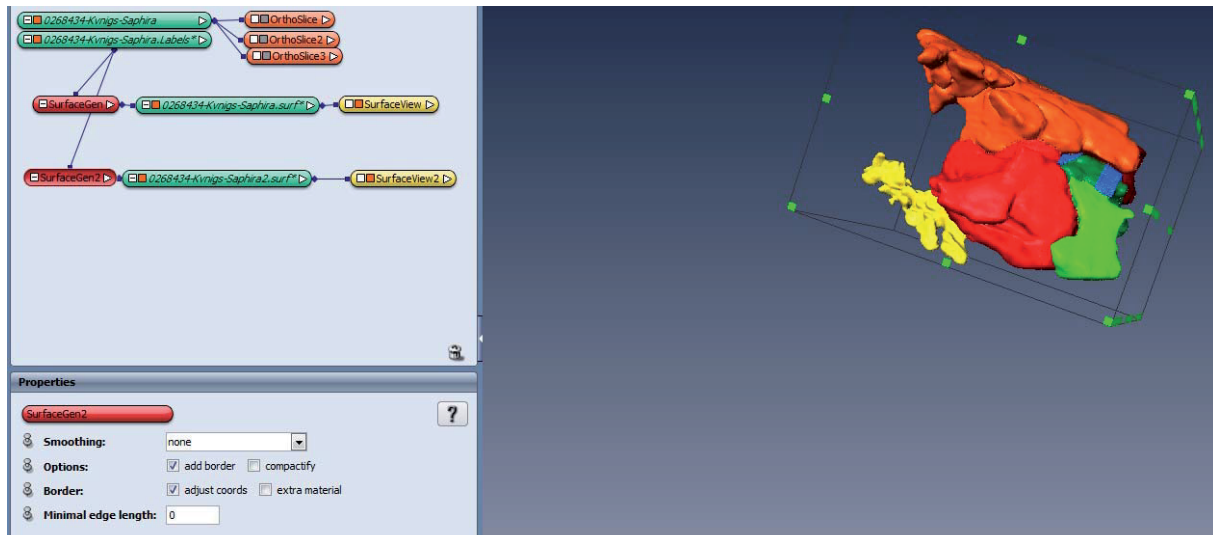 0268434-Kvnigs-Saphira
OrthoSlice
0268434-Kvnigs-Saphira.Labels*
OrthoSlice2
OrthoSlice3
SurfaceGen
0268434-Kvnigs-Saphira.surf*
SurfaceView
SurfaceGen2
0268434-Kvnigs-Saphira2.surf*
SurfaceView2
Properties
SurfaceGen2
?
Smoothing: none
Options: add border compactify
Border: adjust coords extra material
Minimal edge length: 0